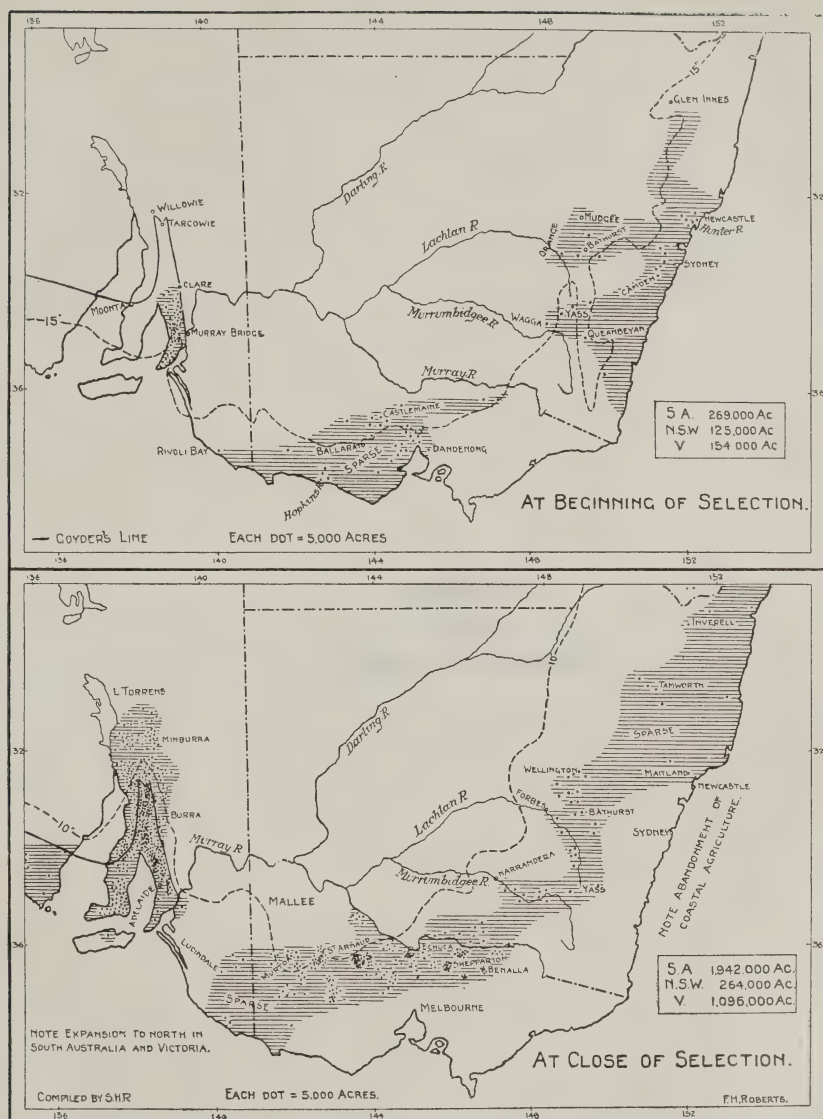 136
140
144
148
152
15"
GLEN INNES
32
WILLOWIE
TARCOWIE
Darling R
Lachlan R
MUDGEE
ORANGE
BATHURST
NEWCASTLE
Hunter R.
SYDNEY
CAMDEN
CLARE
MOONTA
15"
MURRAY BRIDGE
Murrumbidgee R
WAGGA
YASS
QUEANBEYAN
Murray R
36
36
CASTLEMAINE
BALLARAT
SPARSE
DANDENONG
RIVOLI BAY
Hopkins R.
S A. 269.000 Ac
N.S.W 125,000 Ac
V 154 000 Ac
AT BEGINNING OF SELECTION.
GOYDER'S LINE
EACH DOT = 5,000 ACRES
136
140
144
148
152
136
140
144
148
152
10"
INVERELL
L TORRENS
TAMWORTH
MINBURRA
Darling R
SPARSE
32
32
WELLINGTON
MAITLAND
NEWCASTLE
BURRA
10"
Lachlan R
FORBES
BATHURST
SYDNEY
Murray R
NARRANDERA
Murrumbidgee R.
YASS
NOTE ABANDONMENT OF
COASTAL AGRICULTURE.
ADELAIDE
MALLEE
36
36
LUCINDALE
MURTOA
ST ARNAUD
ECHUCA
SHEPPARTON
BENALLA
SPARSE
MELBOURNE
S.A 1,942.000 Ac.
N.S.W. 264,000 Ac.
V. 1,096,000 Ac.
NOTE EXPANSION TO NORTH IN
SOUTH AUSTRALIA AND VICTORIA.
AT CLOSE OF SELECTION.
COMPILED BY S.H.R
EACH DOT = 5,000 ACRES.
F.H. ROBERTS.
136
140
144
148
152